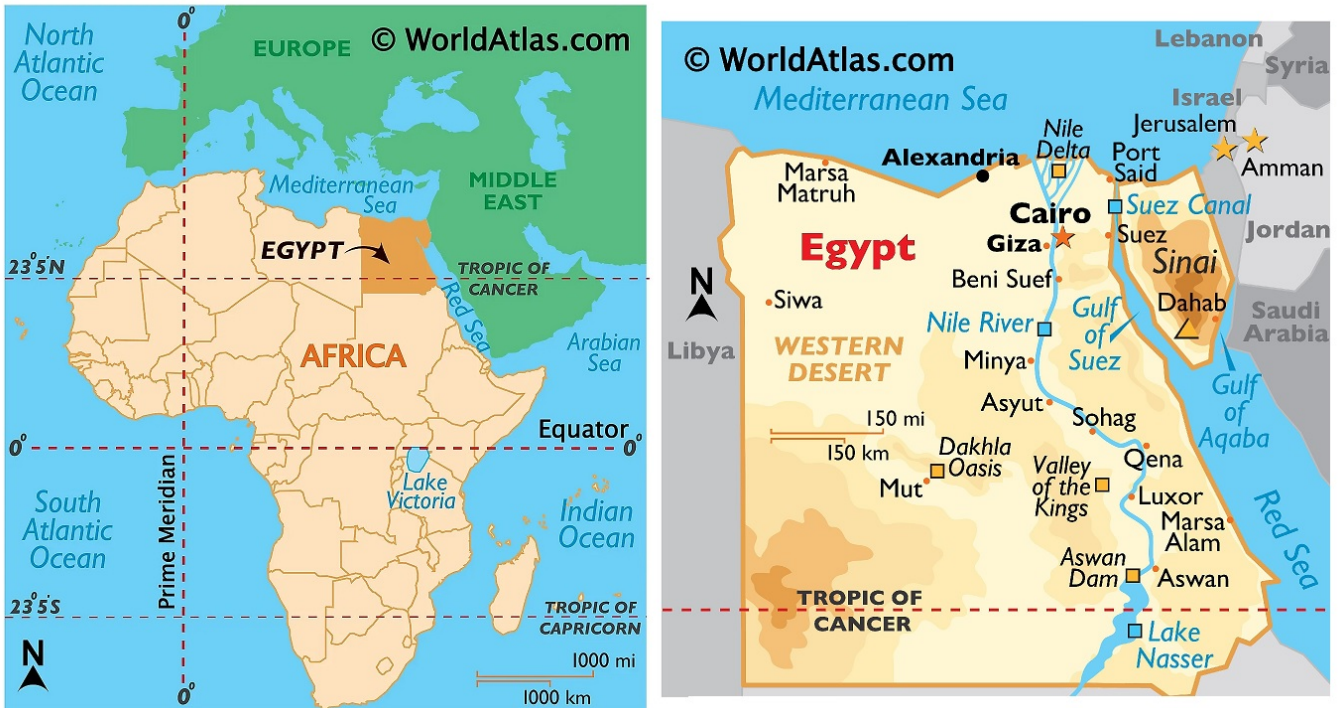 0°
North
Atlantic
Ocean
EUROPE
© WorldAtlas.com
Mediterranean
Sea
MIDDLE
EAST
EGYPT
23°5'N
TROPIC OF
CANCER
Red Sea
AFRICA
Arabian
Sea
Equator
0°
0°
Prime Meridian
Lake
Victoria
South
Atlantic
Ocean
Indian
Ocean
23°5'S
TROPIC OF
CAPRICORN
N
1000 mi
1000 km
0°
© WorldAtlas.com
Mediterranean Sea
Lebanon
Syria
Israel
Jerusalem
Amman
Jordan
Saudi
Arabia
Nile
Delta
Port
Said
Alexandria
Marsa
Matruh
Suez Canal
Cairo
Giza
Suez
Egypt
Sinai
Beni Suef
N
Siwa
Dahab
Nile River
Gulf
of
Suez
Libya
WESTERN
DESERT
Minya
Gulf
of
Aqaba
Asyut
Sohag
150 mi
150 km
Dakhla
Oasis
Mut
Qena
Valley
of the
Kings
Luxor
Marsa
Alam
Red Sea
Aswan
Dam
Aswan
TROPIC OF
CANCER
Lake
Nasser